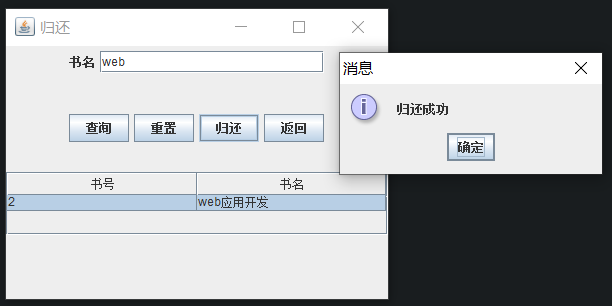 归还
书名 web
查询 重置 归还 返回
书号 书名
2 web应用开发
消息
归还成功
确定